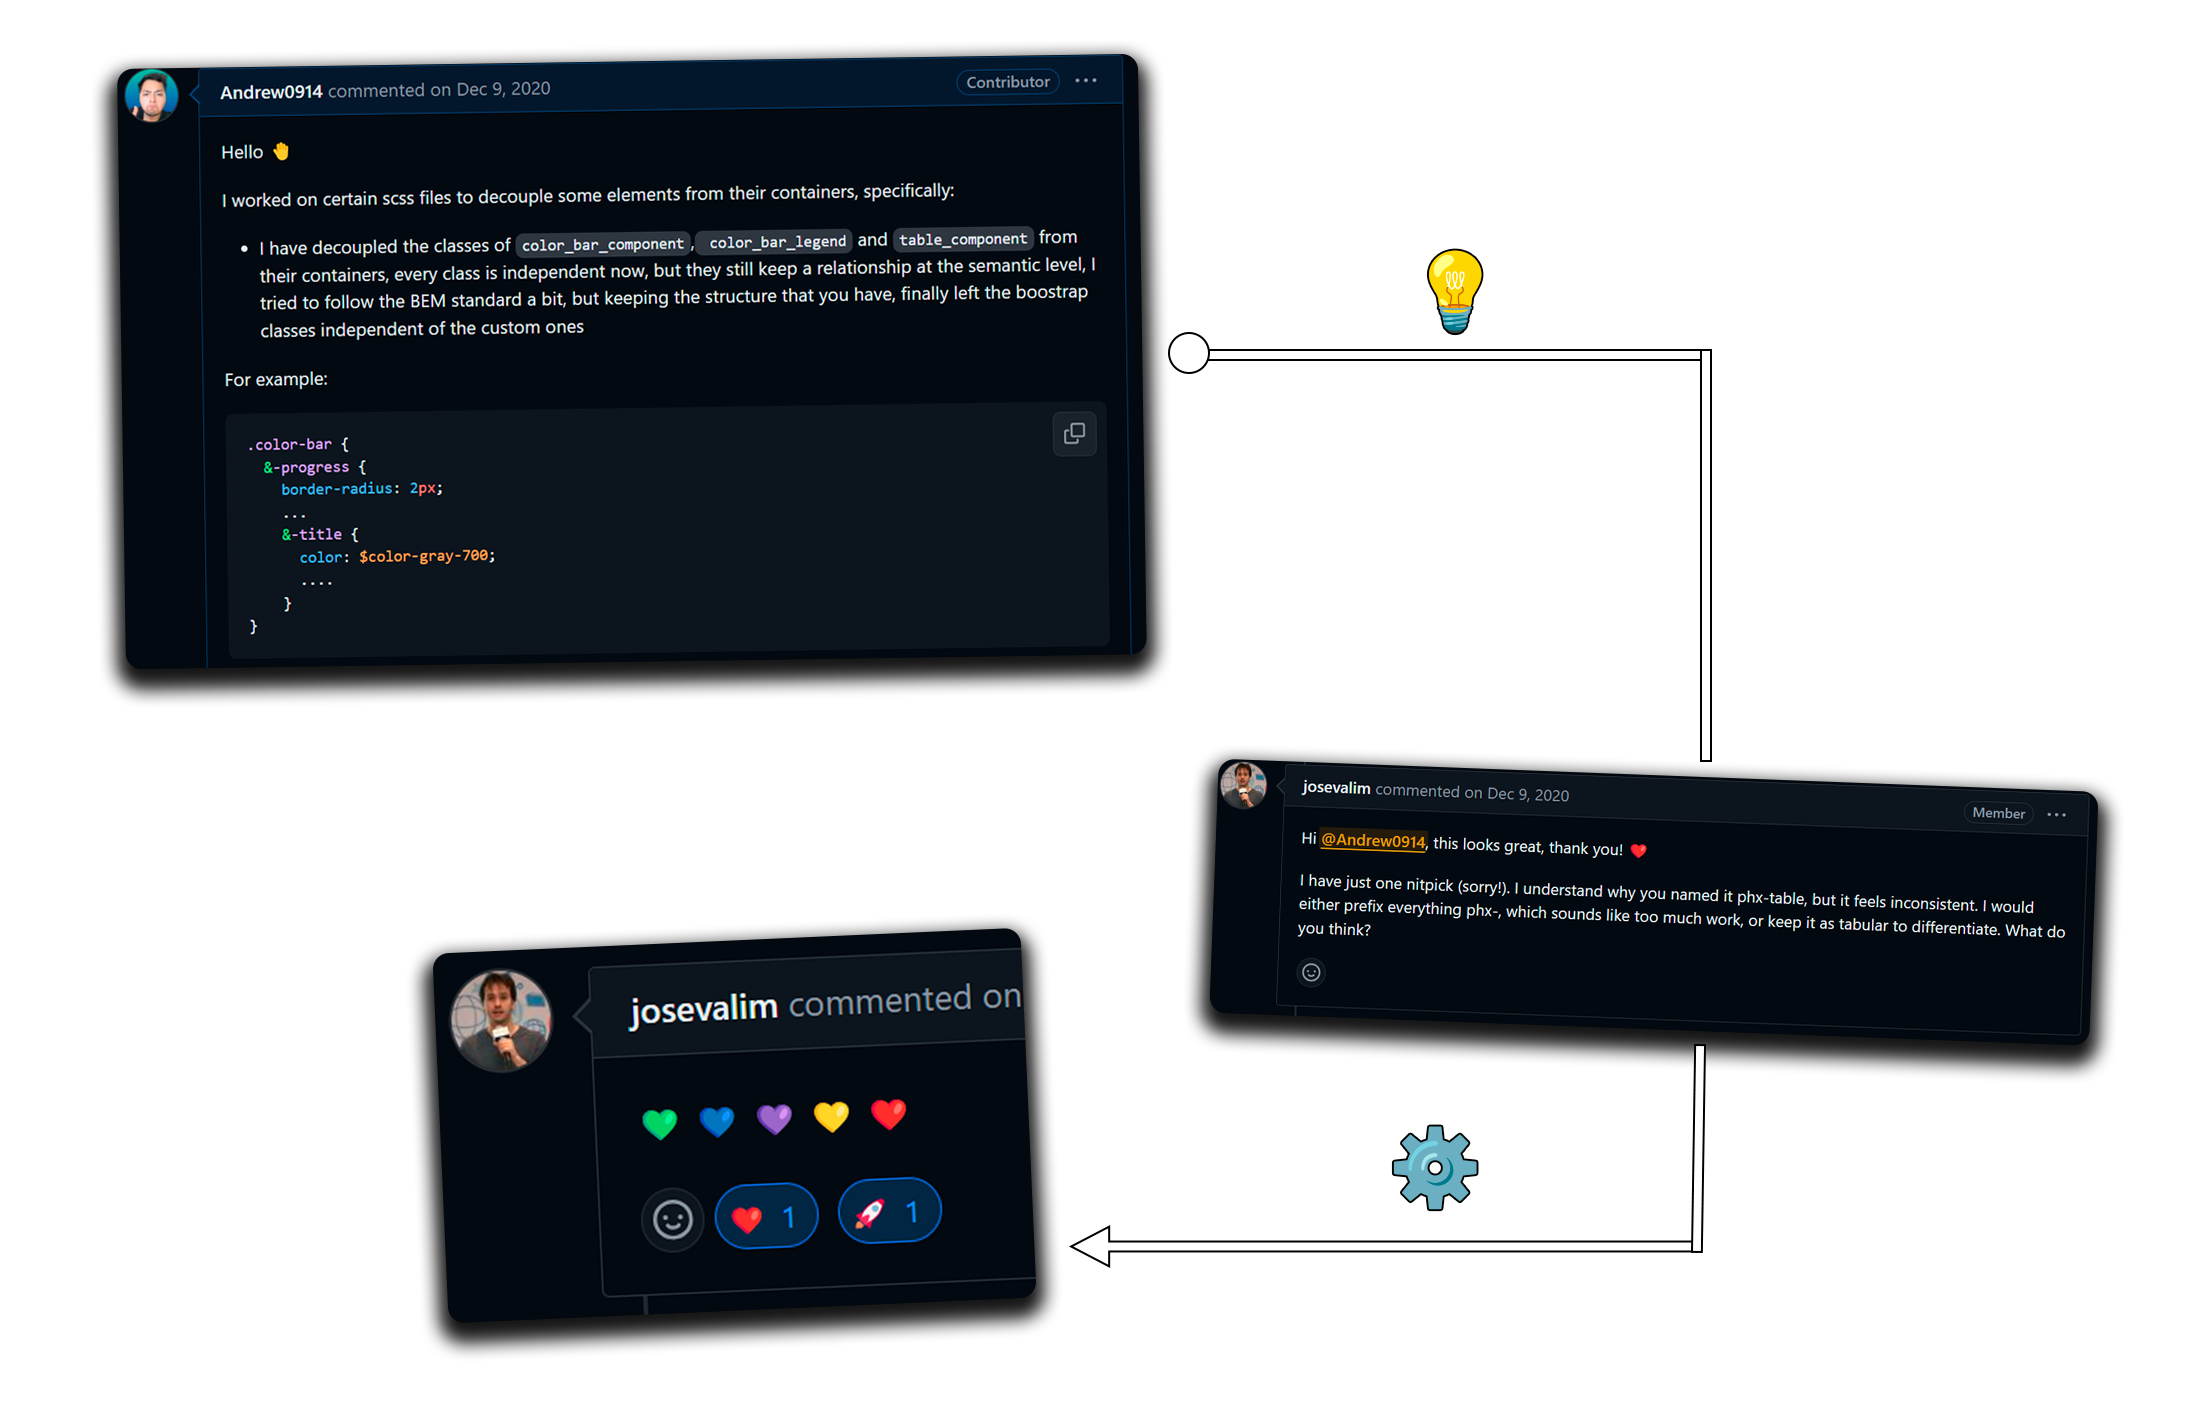 Andrew0914 commented on Dec 9, 2020
Contributor
Hello 🤚
I worked on certain scss files to decouple some elements from their containers, specifically:
• I have decoupled the classes of color_bar_component, color_bar_legend and table_component from
their containers, every class is independent now, but they still keep a relationship at the semantic level, I
tried to follow the BEM standard a bit, but keeping the structure that you have, finally left the boostrap
classes independent of the custom ones
For example:
.color-bar {
&-progress {
border-radius: 2px;
...
&-title {
color: $color-gray-700;
....
}
}
josevalim commented on Dec 9, 2020
Member
Hi @Andrew0914, this looks great, thank you! ❤️
I have just one nitpick (sorry!). I understand why you named it phx-table, but it feels inconsistent. I would
either prefix everything phx-, which sounds like too much work, or keep it as tabular to differentiate. What do
you think?
josevalim commented on
💚 💙 💜 💛 ❤️
❤️ 1 🚀 1